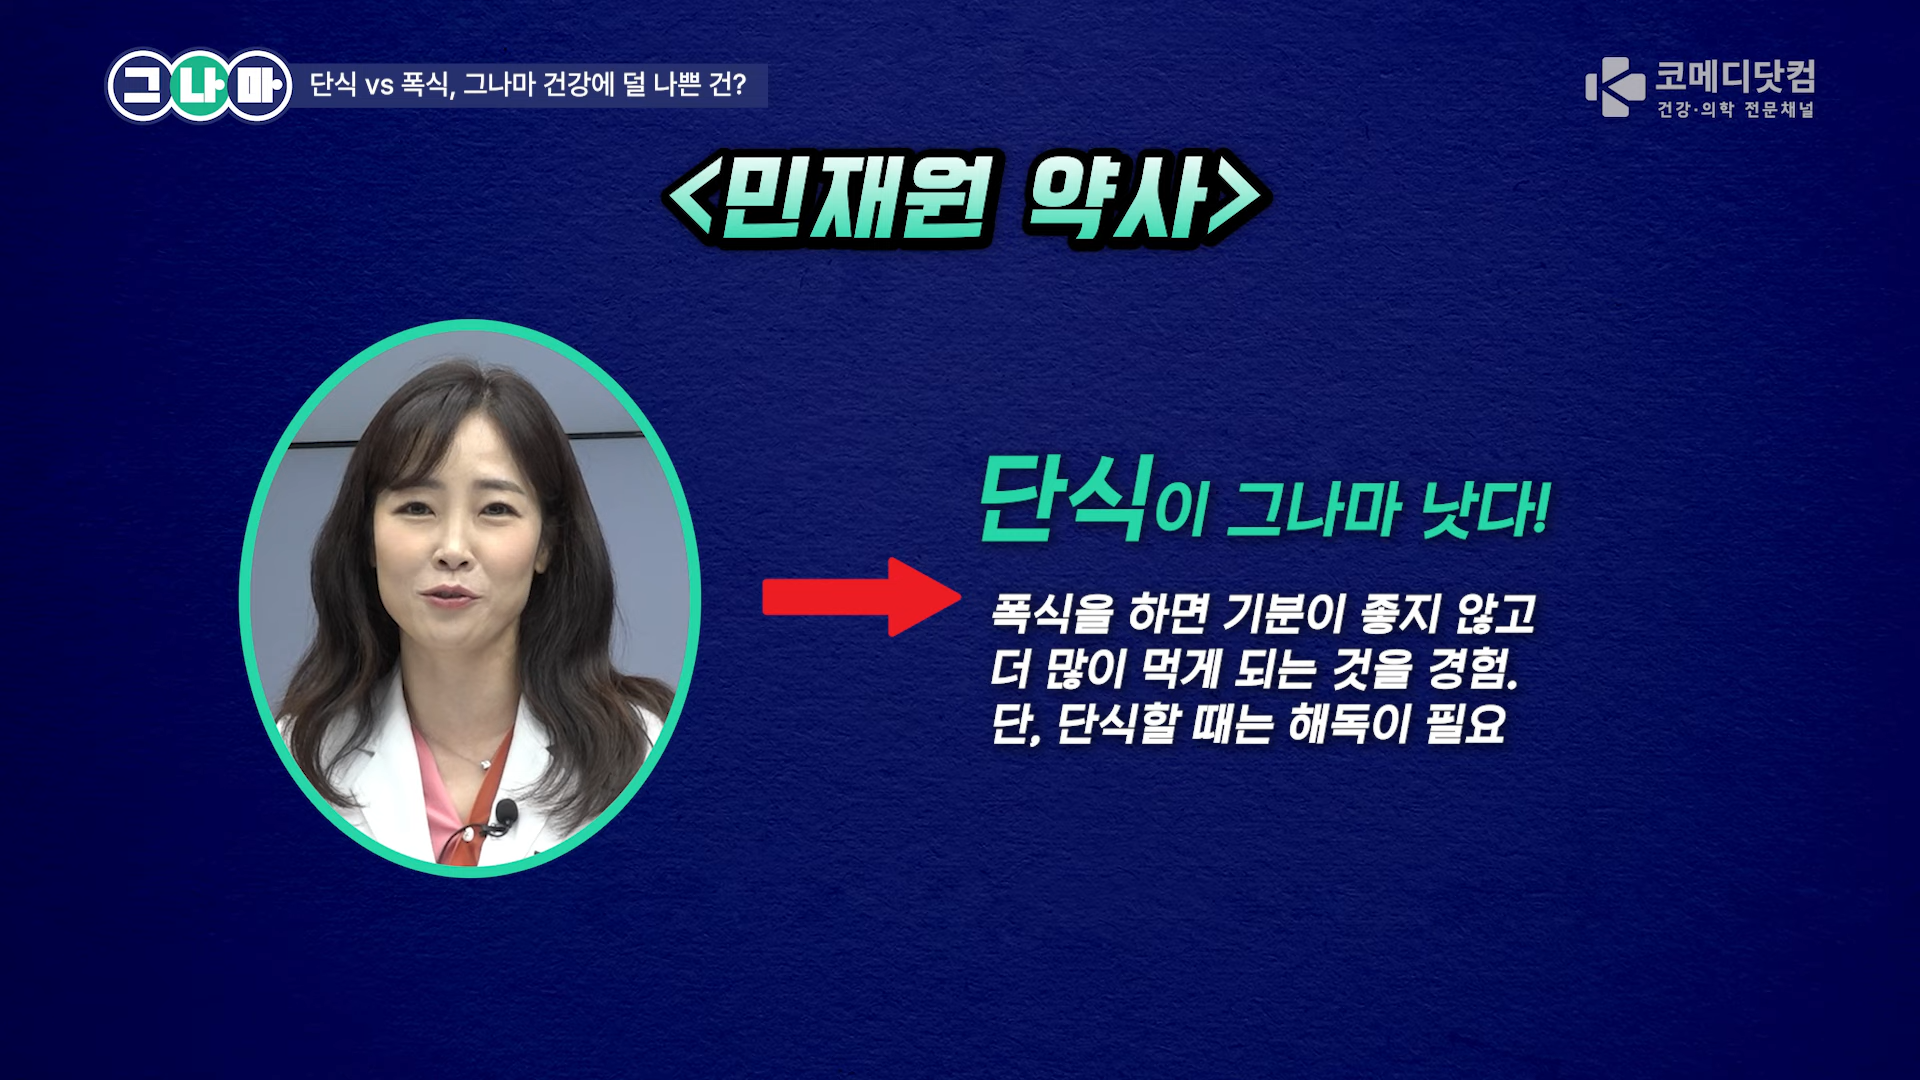 그나마
단식 vs 폭식, 그나마 건강에 덜 나쁜 건?
코메디닷컴
건강·의학 전문채널
<민재원 약사>
단식이 그나마 낫다!
폭식을 하면 기분이 좋지 않고
더 많이 먹게 되는 것을 경험.
단, 단식할 때는 해독이 필요